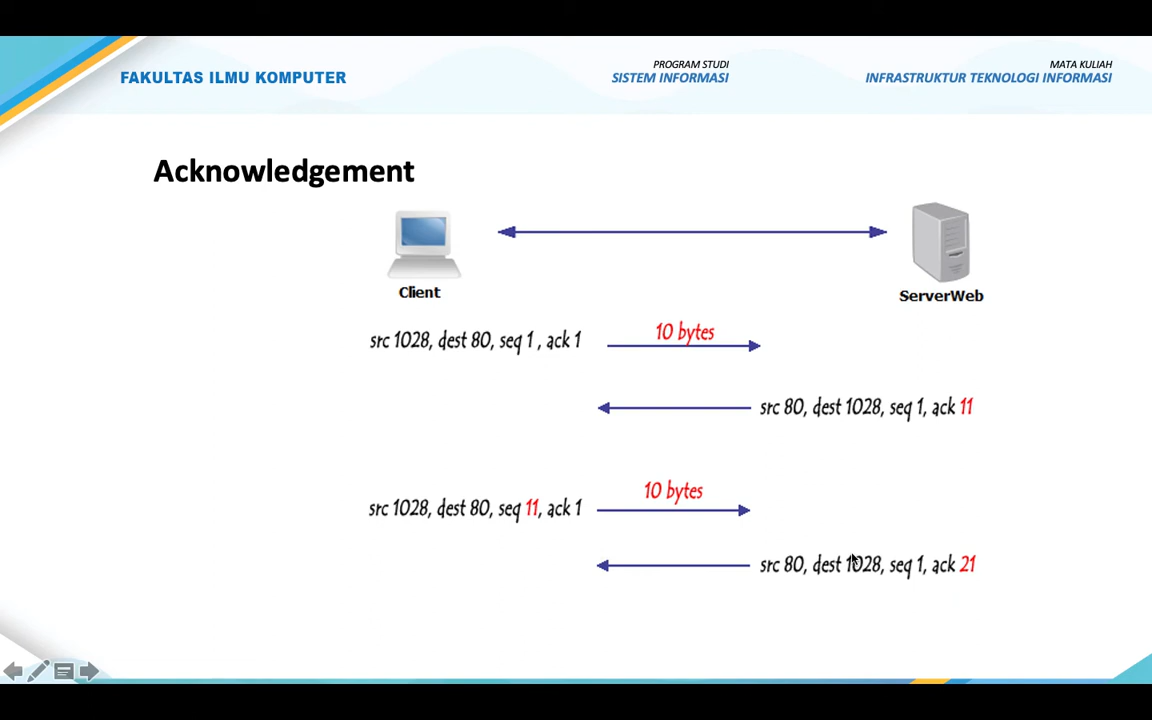 FAKULTAS ILMU KOMPUTER
PROGRAM STUDI
SISTEM INFORMASI
MATA KULIAH
INFRASTRUKTUR TEKNOLOGI INFORMASI
Acknowledgement
Client
ServerWeb
src 1028, dest 80, seq 1 , ack 1
10 bytes
src 80, dest 1028, seq 1, ack 11
src 1028, dest 80, seq 11, ack 1
10 bytes
src 80, dest 1028, seq 1, ack 21